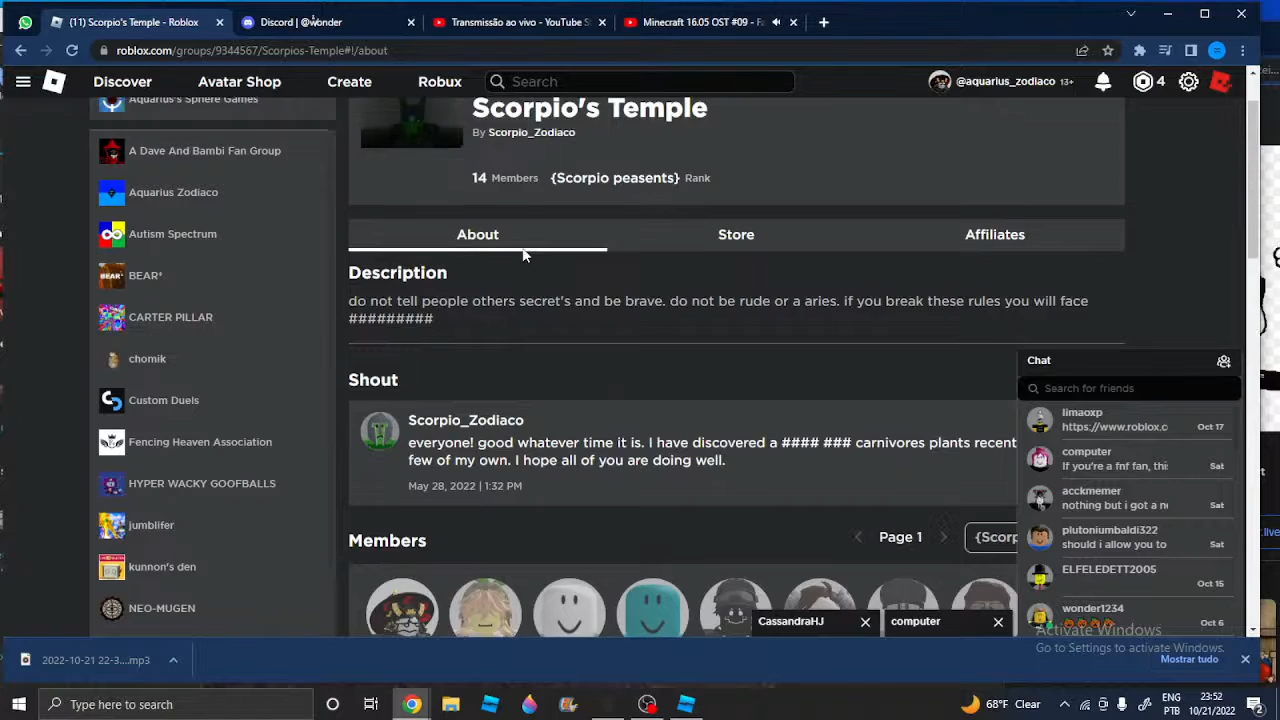 (11) Scorpio's Temple - Roblox
Discord | @wonder
Transmissão ao vivo - YouTube S
Minecraft 16.05 OST #09 - F
roblox.com/groups/9344567/Scorpios-Temple#!/about
Discover
Avatar Shop
Create
Robux
Search
@aquarius_zodiaco 13+
4
Aquarius's Sphere Games
A Dave And Bambi Fan Group
Aquarius Zodiaco
Autism Spectrum
BEAR*
CARTER PILLAR
chomik
Custom Duels
Fencing Heaven Association
HYPER WACKY GOOFBALLS
jumblifer
kunnon's den
NEO-MUGEN
Scorpio's Temple
By Scorpio_Zodiaco
14 Members {Scorpio peasents} Rank
About
Store
Affiliates
Description
do not tell people others secret's and be brave. do not be rude or a aries. if you break these rules you will face
#########
Shout
Scorpio_Zodiaco
everyone! good whatever time it is. I have discovered a #### ### carnivores plants recent
few of my own. I hope all of you are doing well.
May 28, 2022 | 1:32 PM
Members
Page 1
{Scorp
Chat
Search for friends
limaoxp
https://www.roblox.c Oct 17
computer
If you're a fnf fan, thi Sat
acckmemer
nothing but i got a n Sat
plutoniumbaldi322
should i allow you to Sat
ELFELEDETT2005
Oct 15
wonder1234
Oct 6
CassandraHJ
computer
Activate Windows
Go to Settings to activate Windows.
2022-10-21 22-3....mp3
Mostrar tudo
Type here to search
68°F Clear
ENG
PTB
23:52
10/21/2022
2